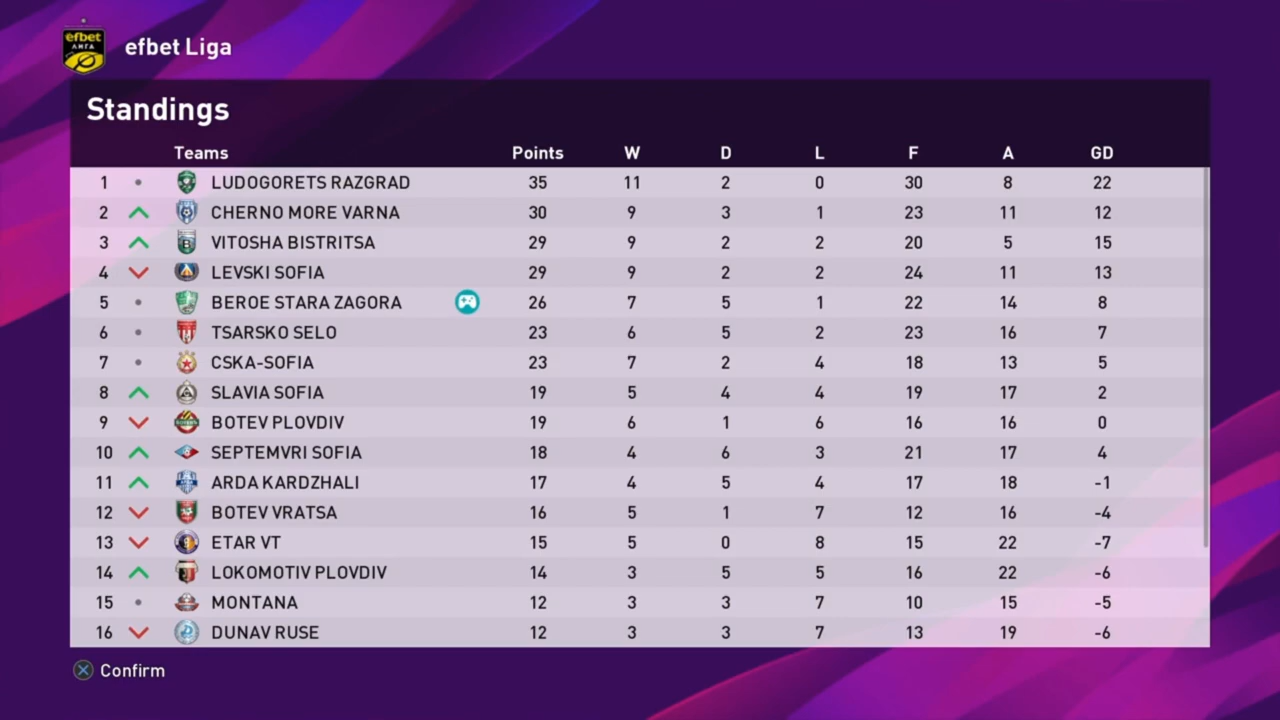 efbet
ЛИГА
efbet Liga
Standings
Teams Points W D L F A GD
1 LUDOGORETS RAZGRAD 35 11 2 0 30 8 22
2 CHERNO MORE VARNA 30 9 3 1 23 11 12
3 VITOSHA BISTRITSA 29 9 2 2 20 5 15
4 LEVSKI SOFIA 29 9 2 2 24 11 13
5 BEROE STARA ZAGORA 26 7 5 1 22 14 8
6 TSARSKO SELO 23 6 5 2 23 16 7
7 CSKA-SOFIA 23 7 2 4 18 13 5
8 SLAVIA SOFIA 19 5 4 4 19 17 2
9 BOTEV PLOVDIV 19 6 1 6 16 16 0
10 SEPTEMVRI SOFIA 18 4 6 3 21 17 4
11 ARDA KARDZHALI 17 4 5 4 17 18 -1
12 BOTEV VRATSA 16 5 1 7 12 16 -4
13 ETAR VT 15 5 0 8 15 22 -7
14 LOKOMOTIV PLOVDIV 14 3 5 5 16 22 -6
15 MONTANA 12 3 3 7 10 15 -5
16 DUNAV RUSE 12 3 3 7 13 19 -6
Confirm